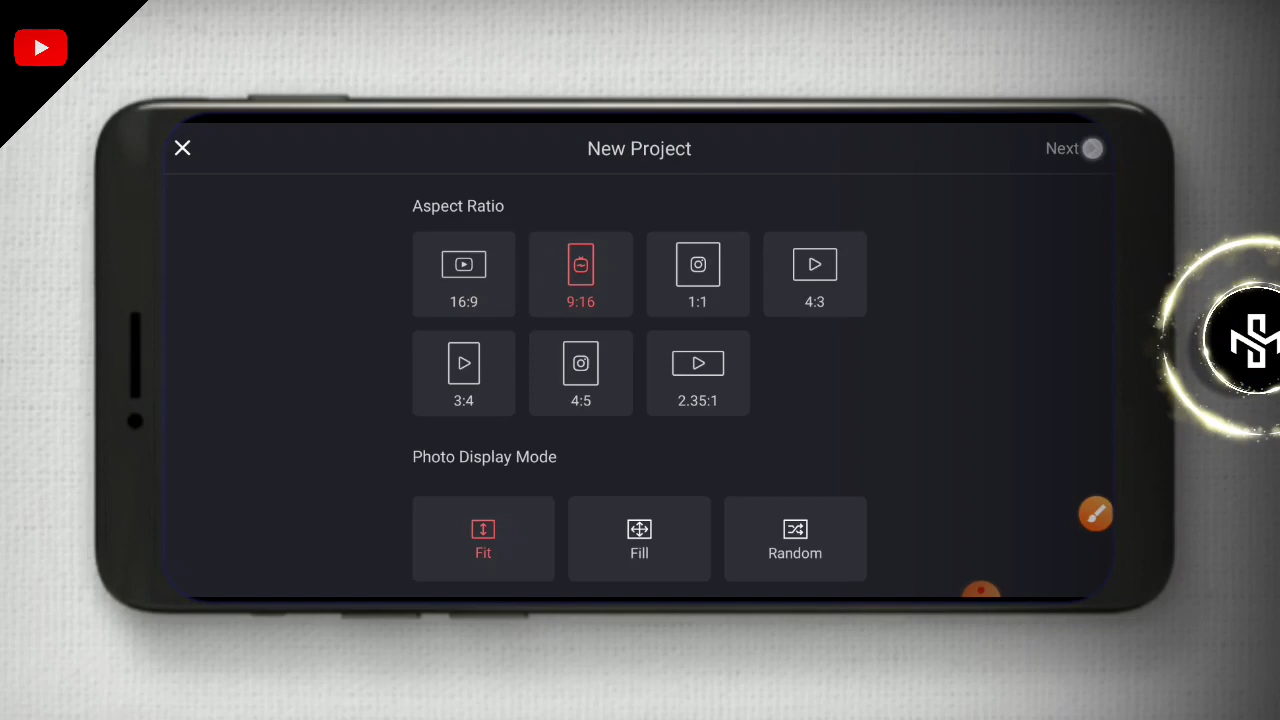 New Project
Next
Aspect Ratio
16:9
9:16
1:1
4:3
3:4
4:5
2.35:1
Photo Display Mode
Fit
Fill
Random